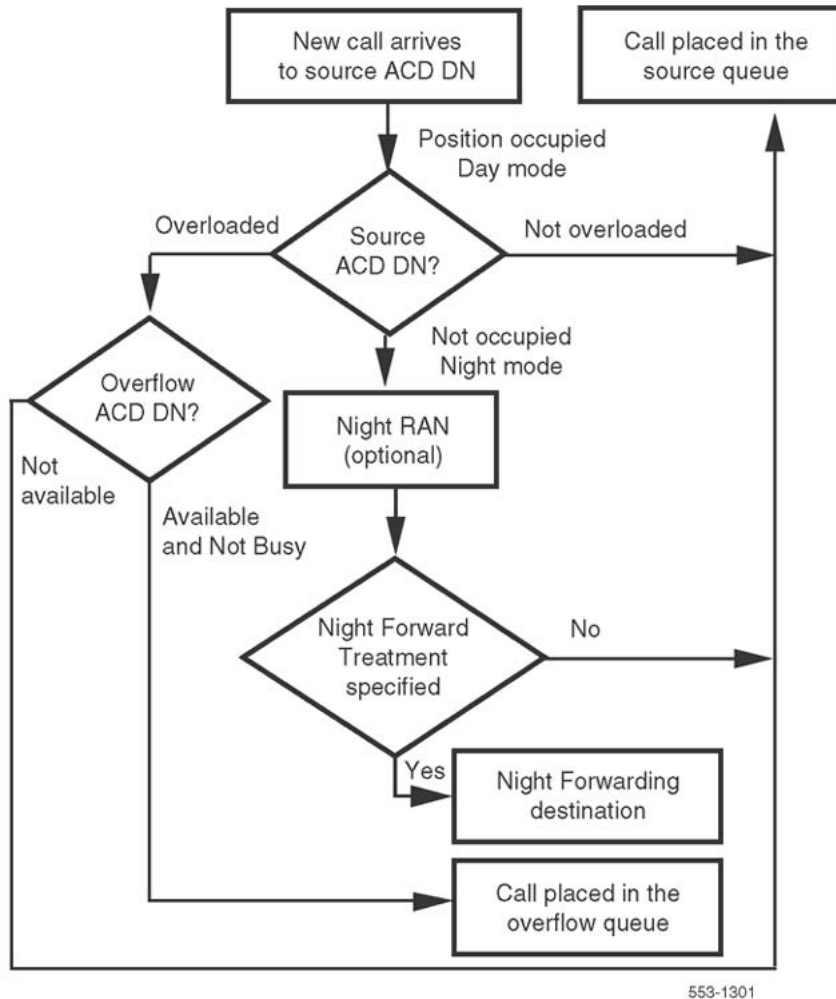 New call arrives
to source ACD DN
Call placed in the
source queue
Position occupied
Day mode
Overloaded
Source
ACD DN?
Not overloaded
Not occupied
Night mode
Overflow
ACD DN?
Night RAN
(optional)
Not
available
Available
and Not Busy
Night Forward
Treatment
specified
No
Yes
Night Forwarding
destination
Call placed in the
overflow queue
553-1301